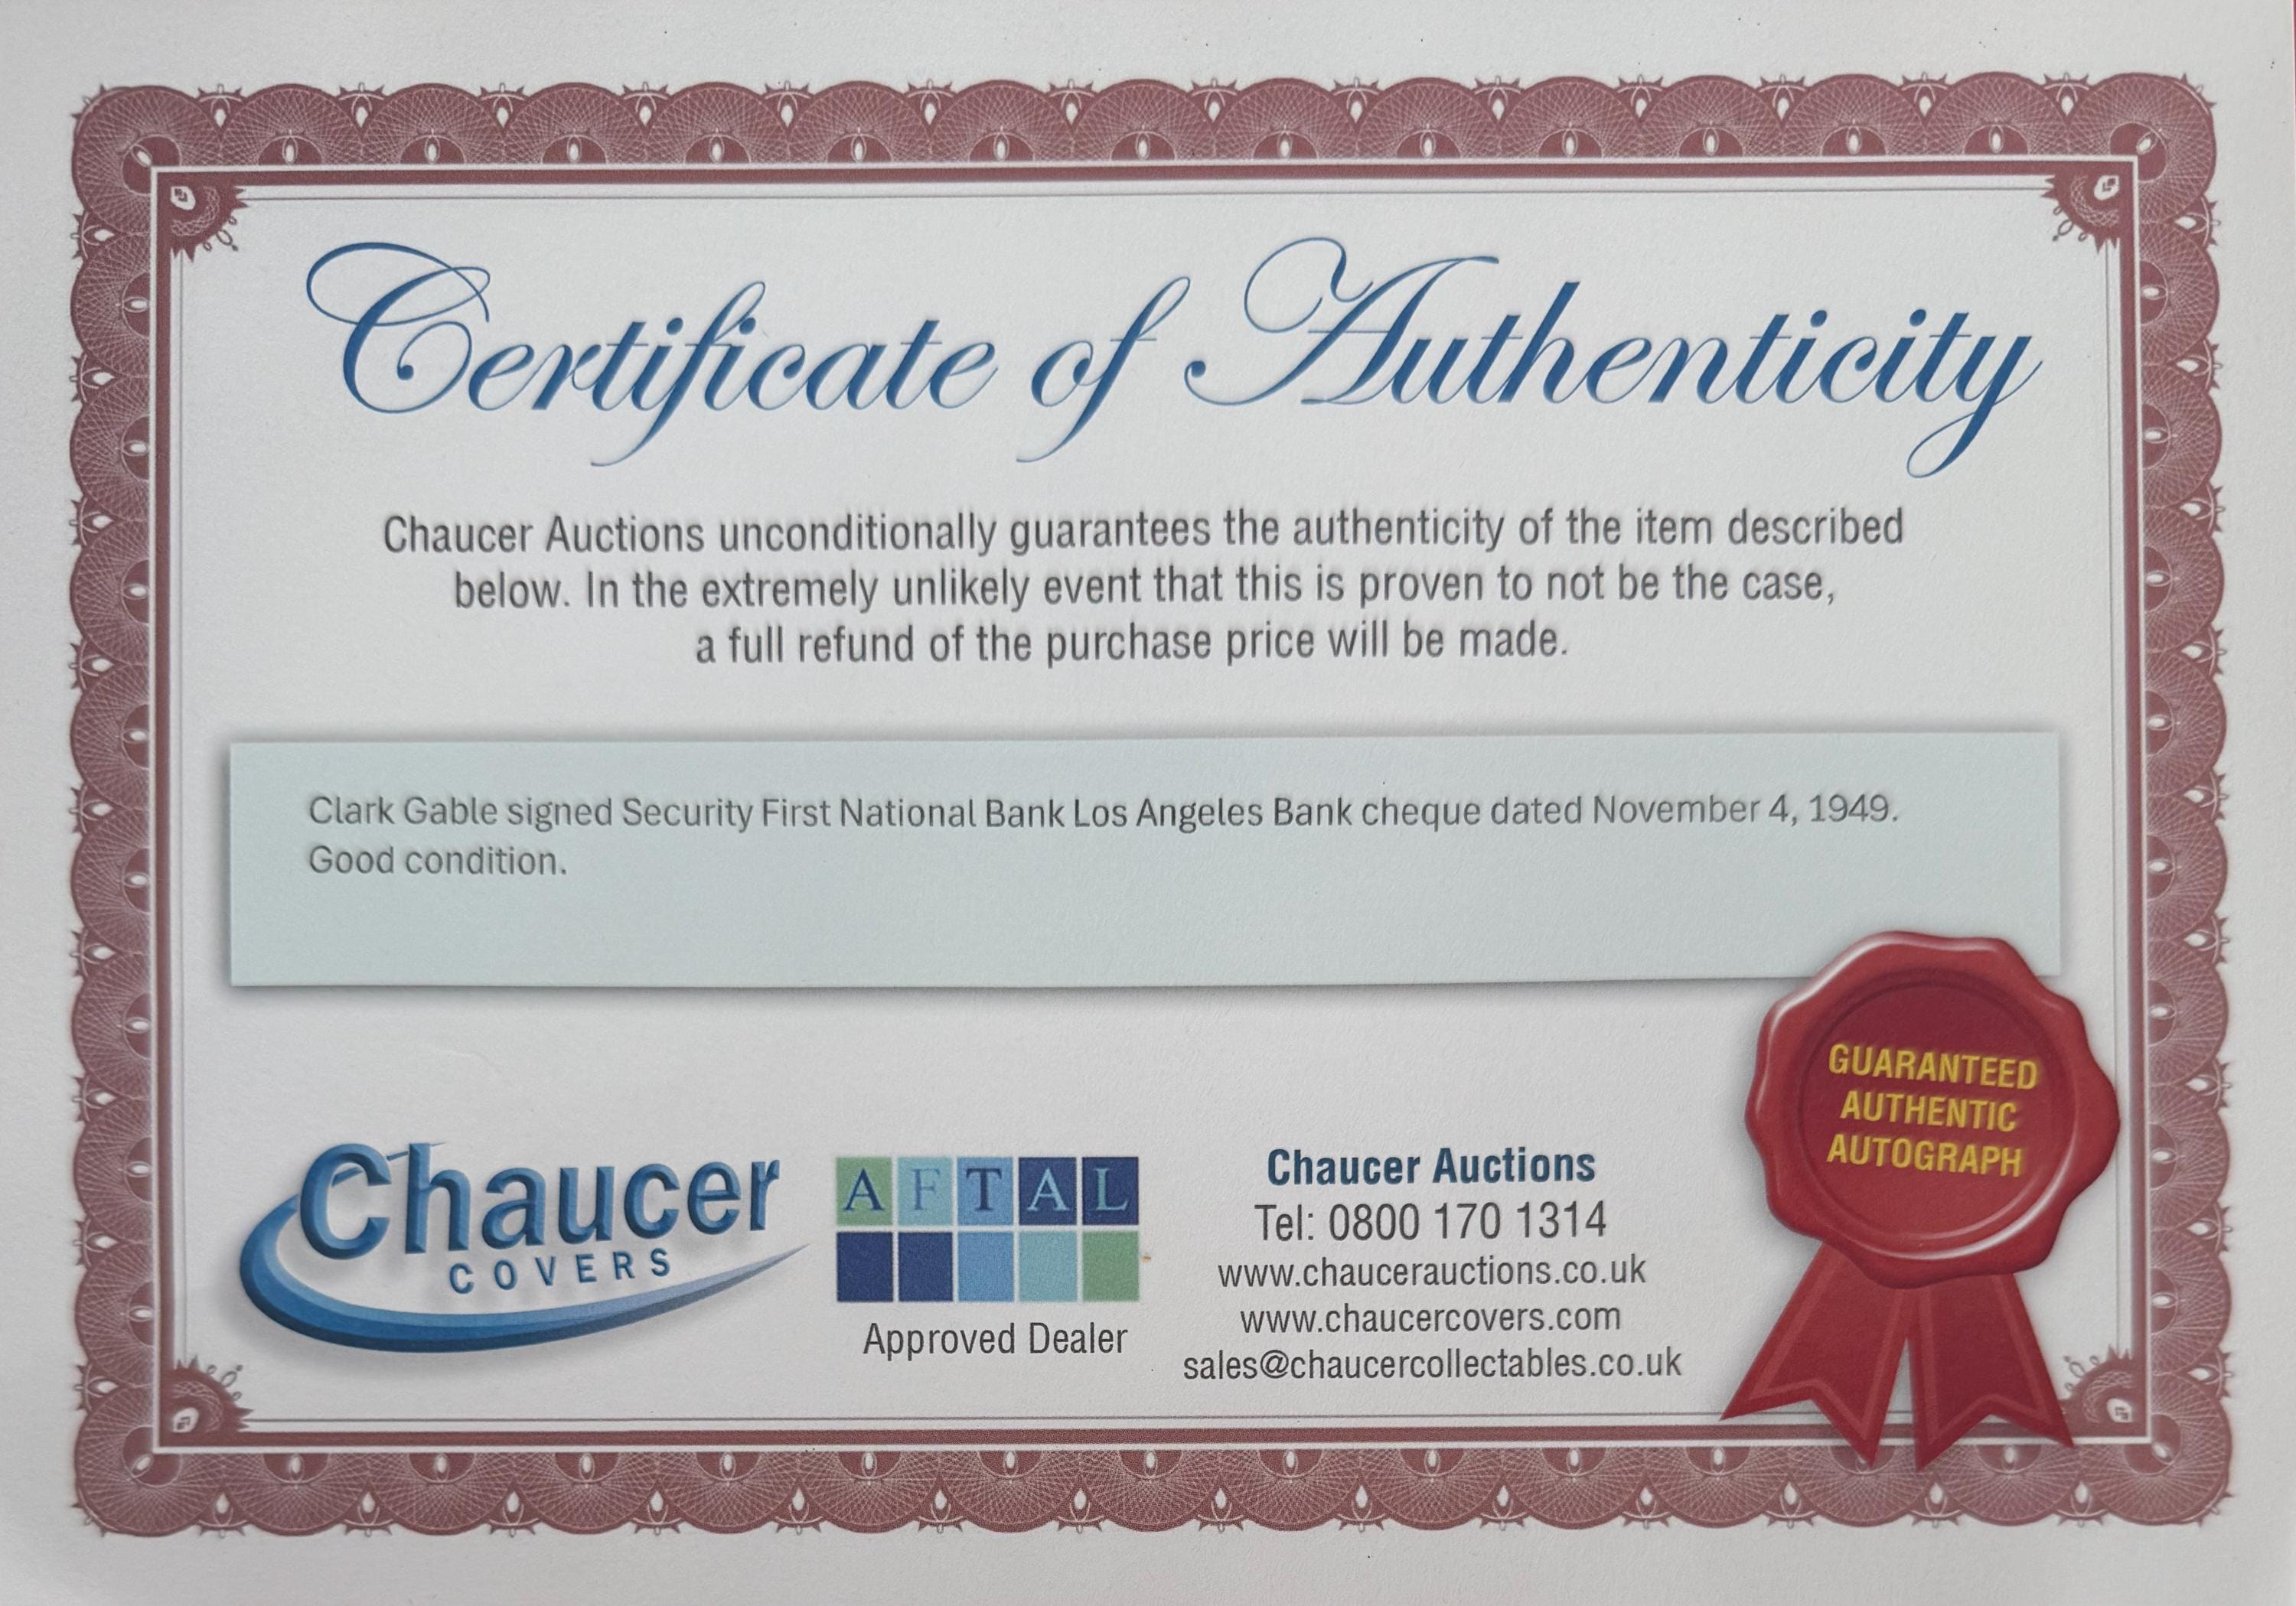 Certificate of Authenticity
Chaucer Auctions unconditionally guarantees the authenticity of the item described
below. In the extremely unlikely event that this is proven to not be the case,
a full refund of the purchase price will be made.
Clark Gable signed Security First National Bank Los Angeles Bank cheque dated November 4, 1949.
Good condition.
GUARANTEED
AUTHENTIC
AUTOGRAPH
Chaucer
COVERS
AFTAL
Approved Dealer
Chaucer Auctions
Tel: 0800 170 1314
www.chaucerauctions.co.uk
www.chaucercovers.com
sales@chaucercollectables.co.uk